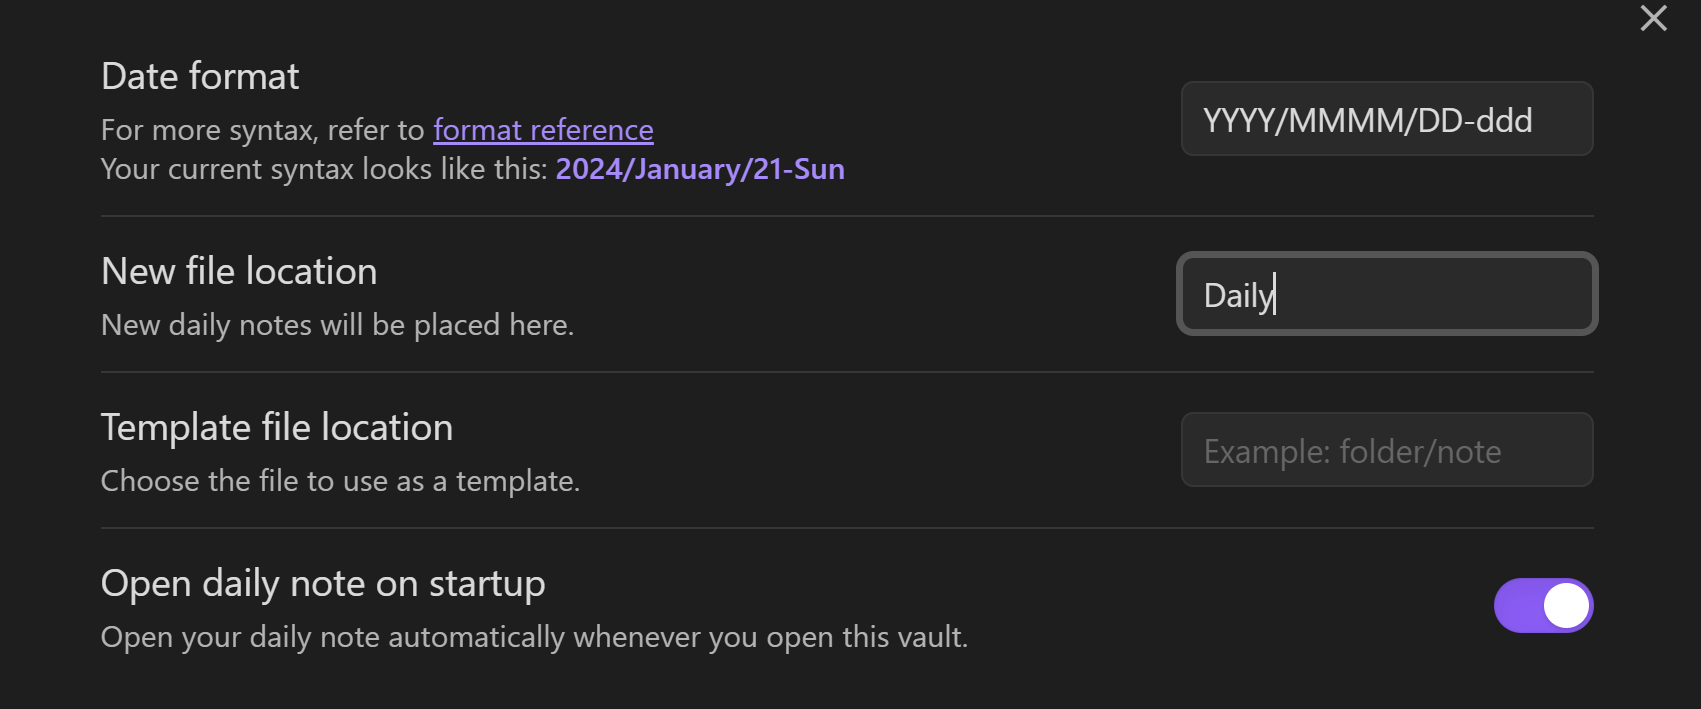 Date format
For more syntax, refer to format reference
Your current syntax looks like this: 2024/January/21-Sun
YYYY/MMMM/DD-ddd
New file location
New daily notes will be placed here.
Daily
Template file location
Choose the file to use as a template.
Example: folder/note
Open daily note on startup
Open your daily note automatically whenever you open this vault.